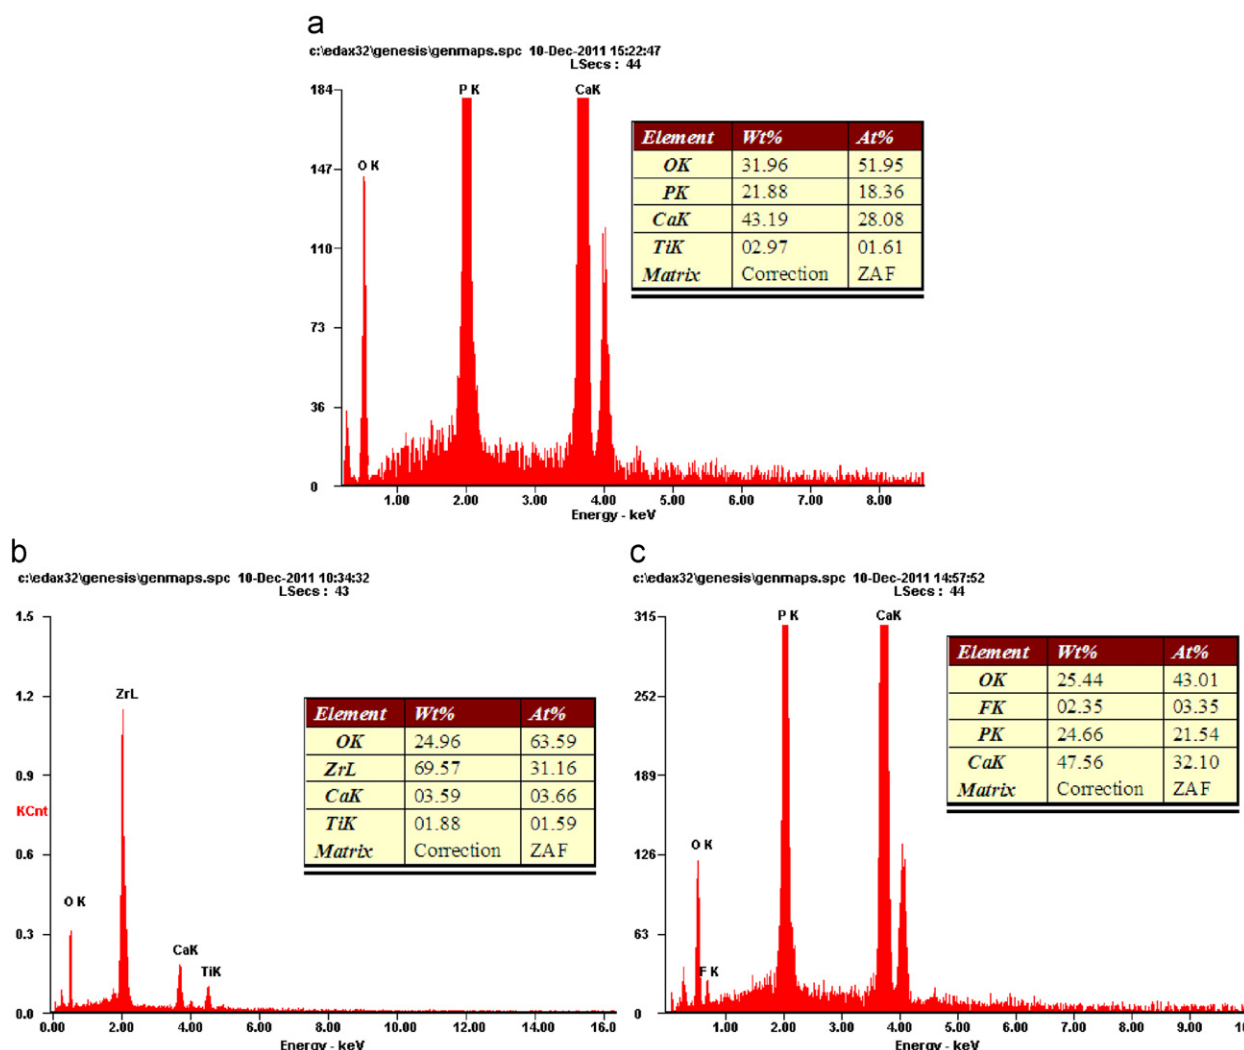 a
c:\edax32\genesis\genmaps.spc 10-Dec-2011 15:22:47
LSecs : 44
184
147
110
73
36
0
O K
P K
CaK
1.00 2.00 3.00 4.00 5.00 6.00 7.00 8.00
Energy - keV
Element Wt% At%
OK 31.96 51.95
PK 21.88 18.36
CaK 43.19 28.08
TiK 02.97 01.61
Matrix Correction ZAF
b
c:\edax32\genesis\genmaps.spc 10-Dec-2011 10:34:32
LSecs : 43
1.5
1.2
0.9
KCnt
0.6
0.3
0.0
O K
ZrL
CaK
TiK
0.00 2.00 4.00 6.00 8.00 10.00 12.00 14.00 16.0
Energy - keV
Element Wt% At%
OK 24.96 63.59
ZrL 69.57 31.16
CaK 03.59 03.66
TiK 01.88 01.59
Matrix Correction ZAF
c
c:\edax32\genesis\genmaps.spc 10-Dec-2011 14:57:52
LSecs : 44
315
252
189
126
63
0
O K
F K
P K
CaK
1.00 2.00 3.00 4.00 5.00 6.00 7.00 8.00 9.00 10
Energy - keV
Element Wt% At%
OK 25.44 43.01
FK 02.35 03.35
PK 24.66 21.54
CaK 47.56 32.10
Matrix Correction ZAF